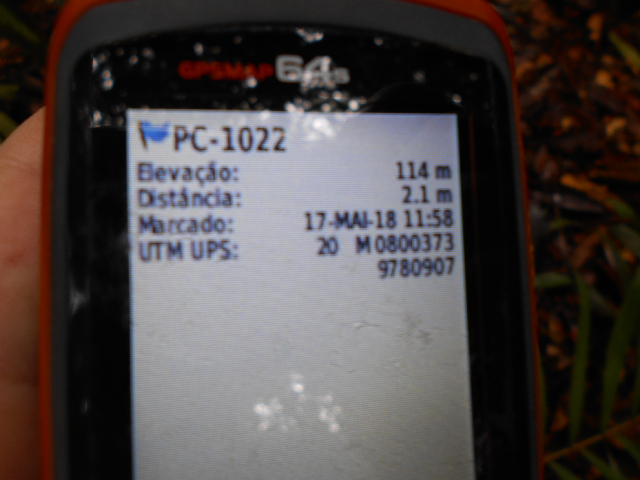 GPSMAP 64s
PC-1022
Elevação: 114 m
Distância: 2.1 m
Marcado: 17-MAI-18 11:58
UTM UPS: 20 M 0800373
9780907